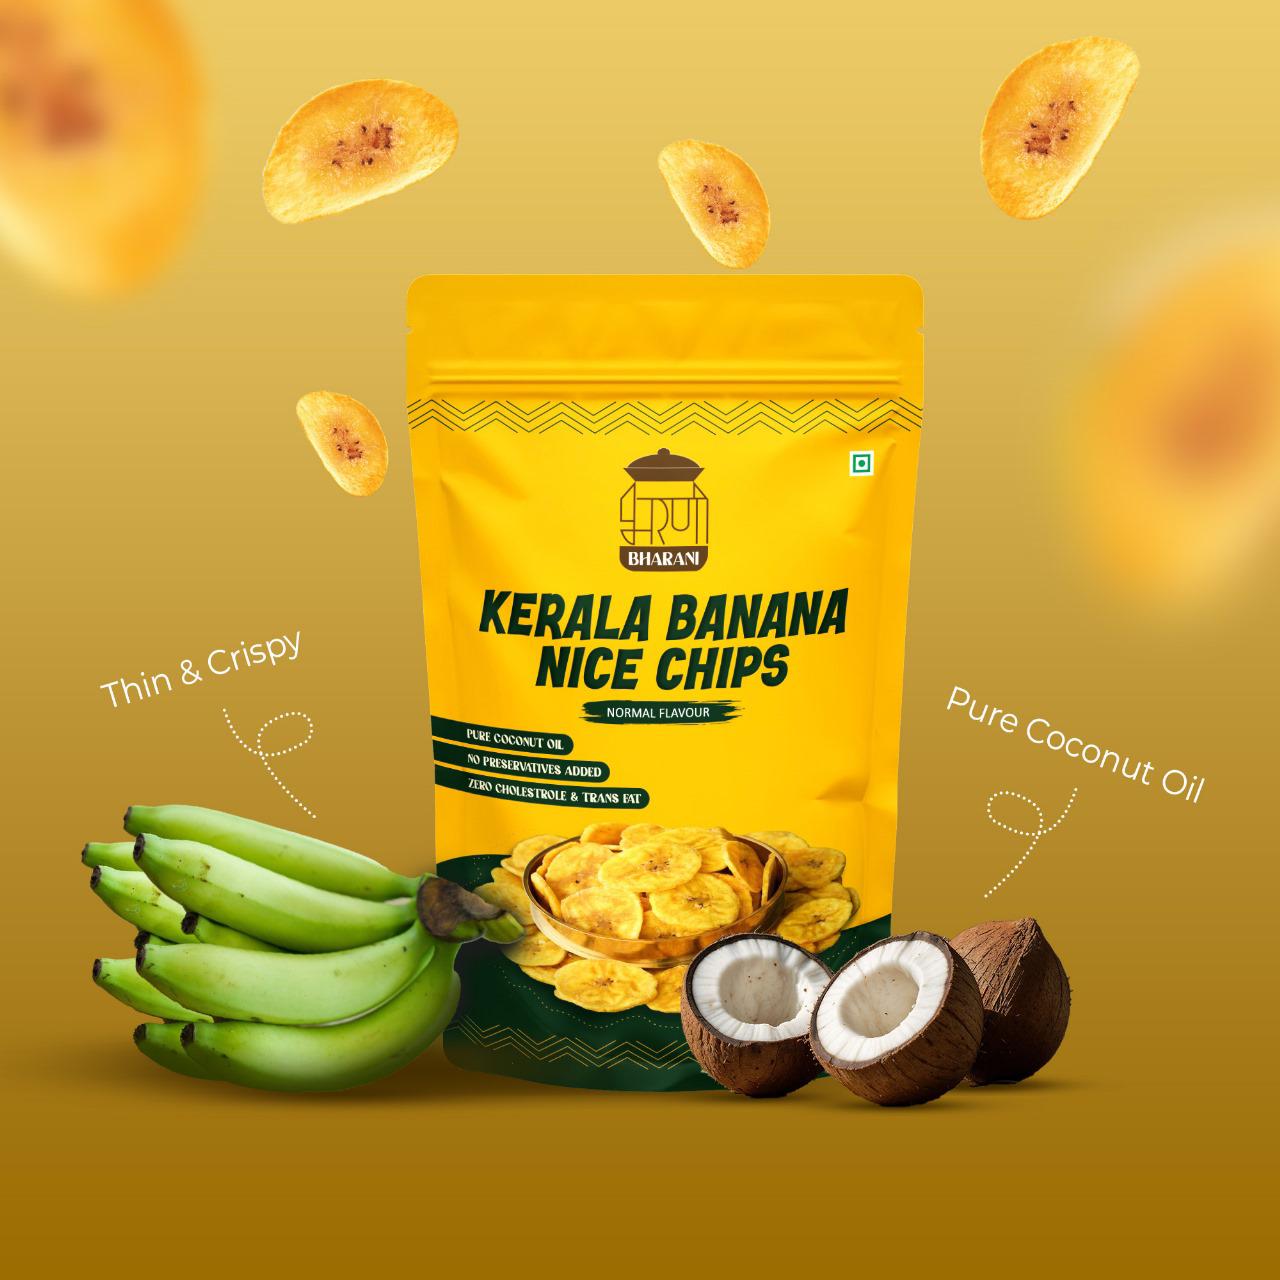 BHARANI
KERALA BANANA
NICE CHIPS
NORMAL FLAVOUR
PURE COCONUT OIL
NO PRESERVATIVES ADDED
ZERO CHOLESTROLE & TRANS FAT
Thin & Crispy
Pure Coconut Oil